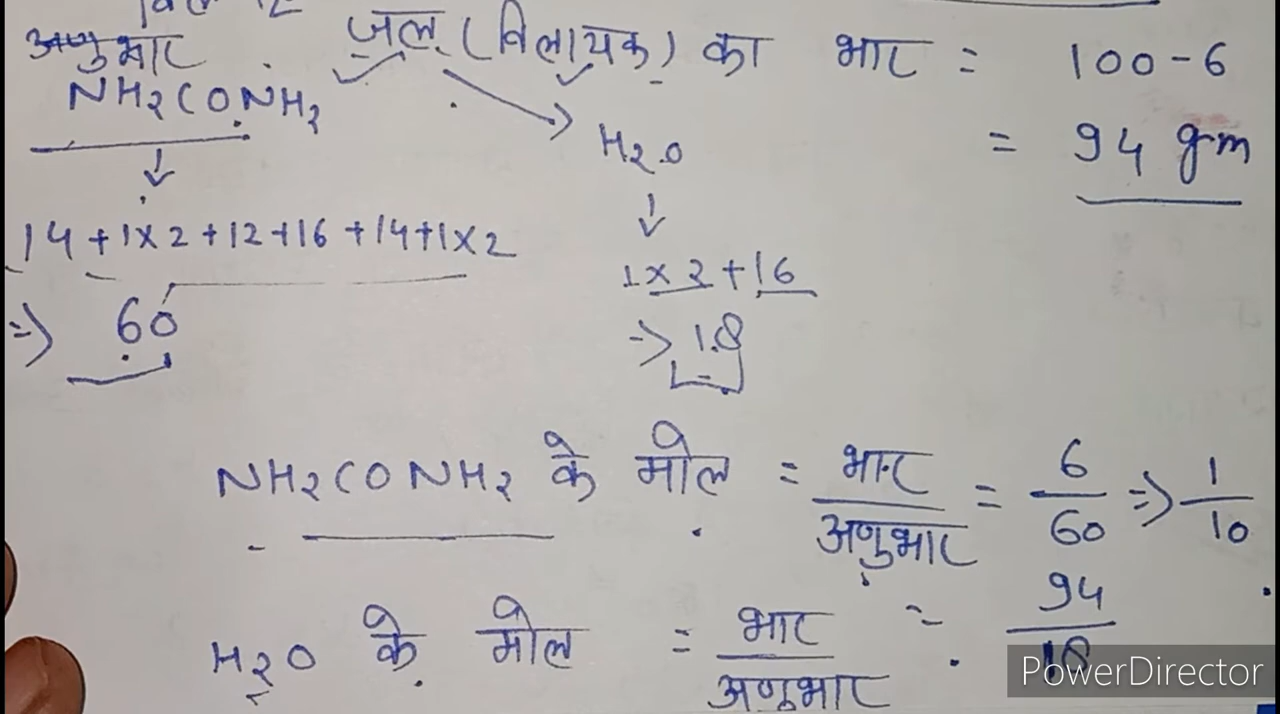 अणुभार जल (विलायक) का भार = 100-6
NH2CONH2 H2O = 94 gm
14+1x2+12+16+14+1x2
1x2+16
=> 60 => 18
NH2CONH2 के मोल = भार/अणुभार = 6/60 => 1/10
H2O के मोल = भार/अणुभार = 94/18
PowerDirector